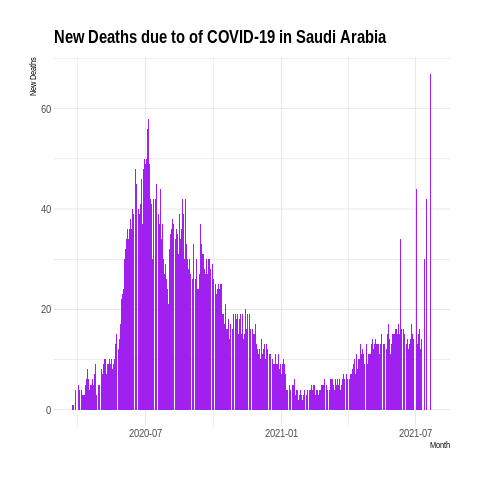 New Deaths due to of COVID-19 in Saudi Arabia
New Deaths
60
40
20
0
2020-07
2021-01
2021-07
Month